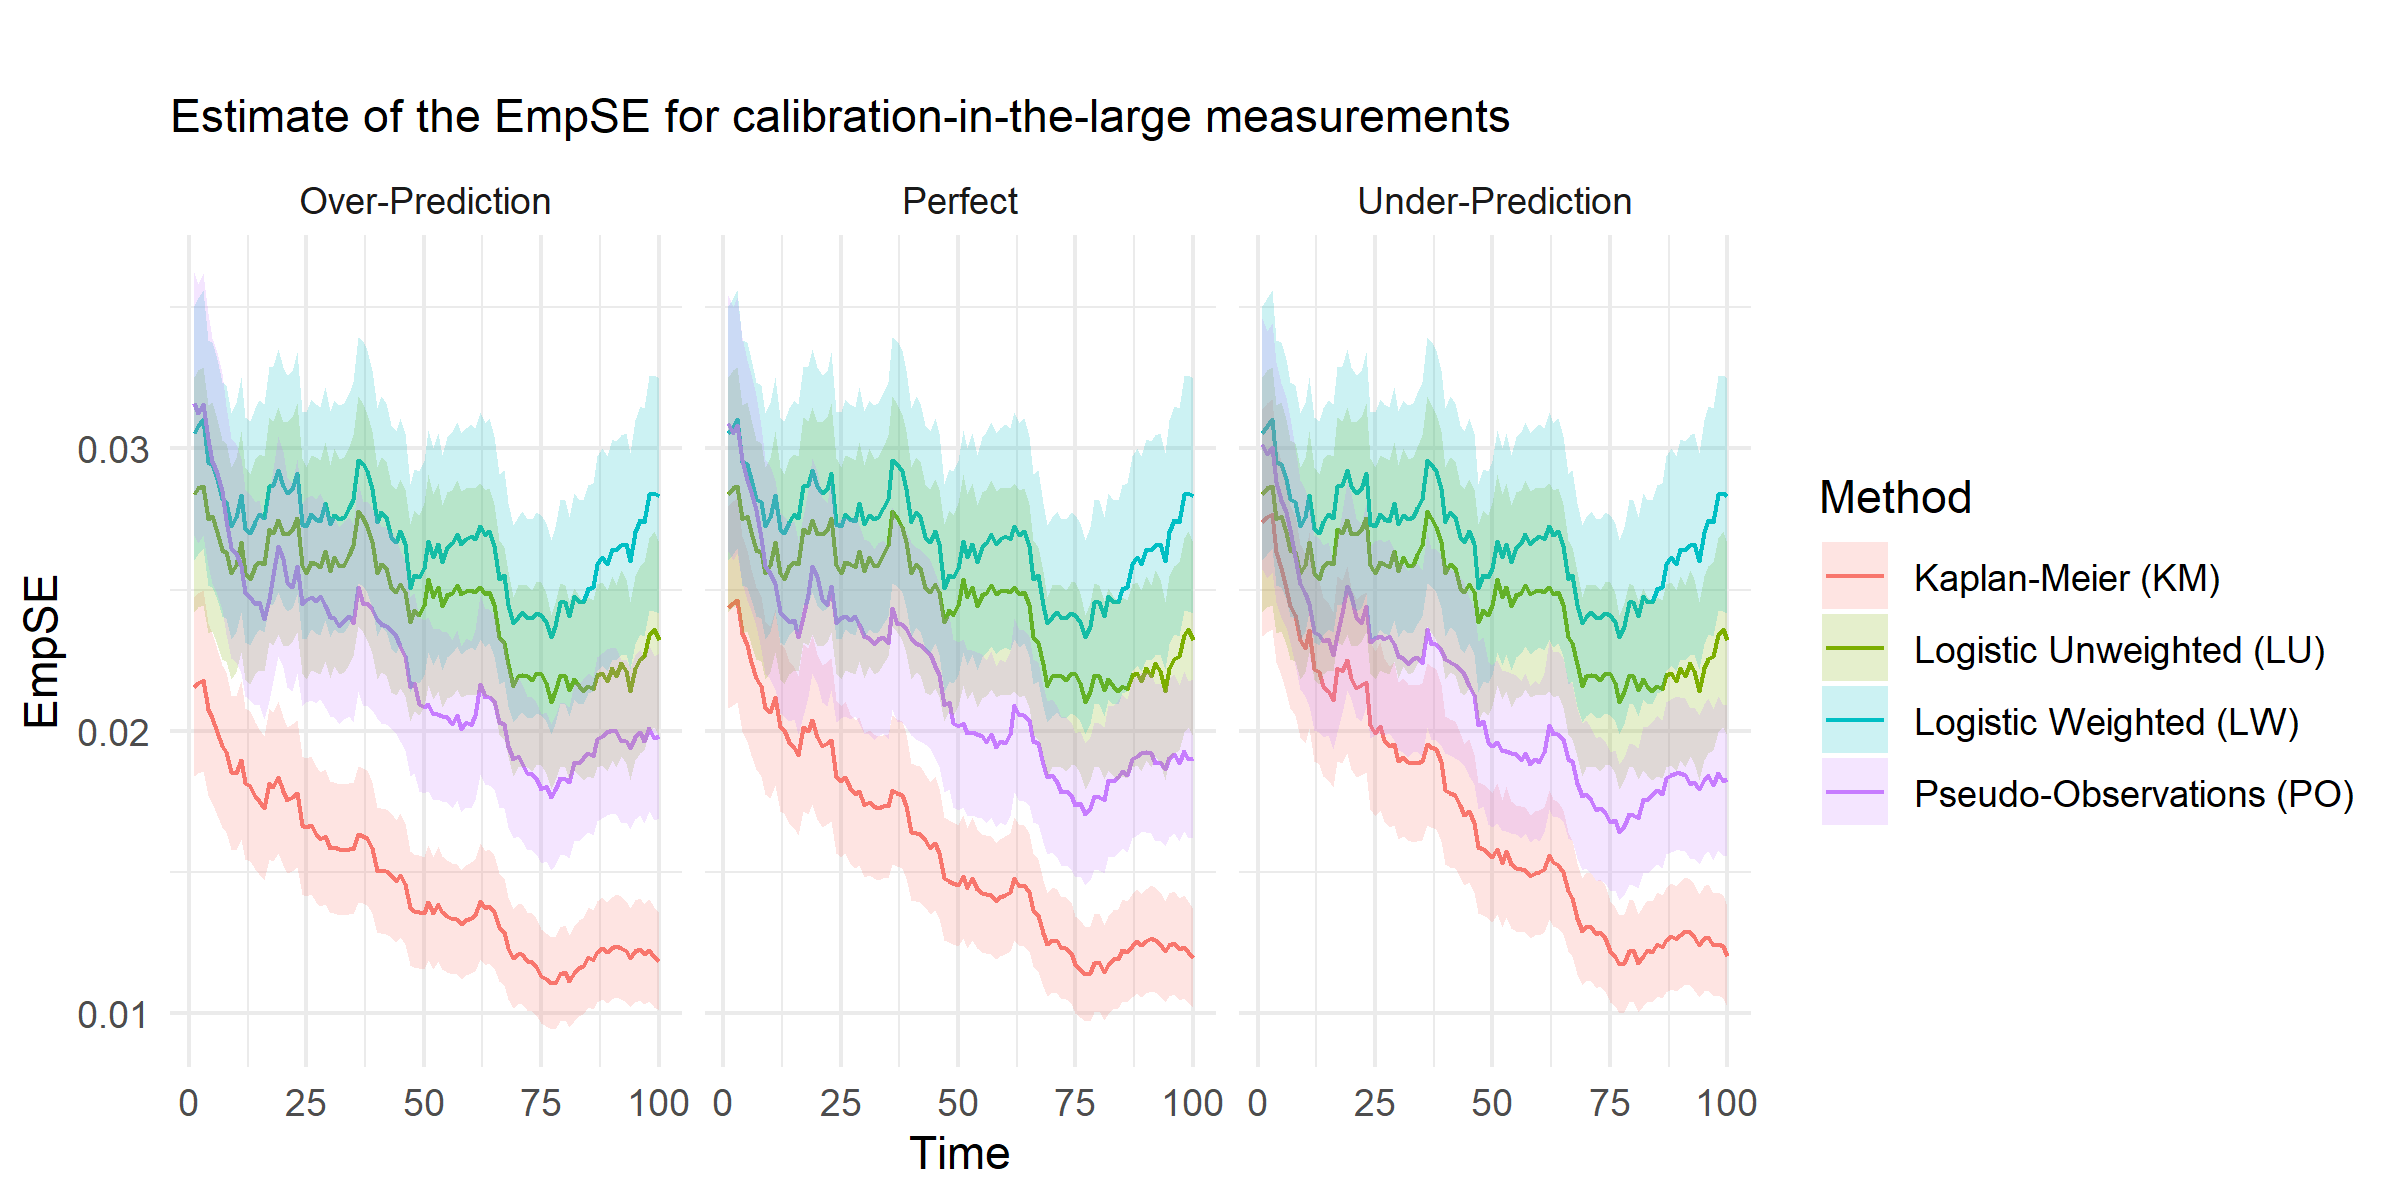 Estimate of the EmpSE for calibration-in-the-large measurements
Over-Prediction
Perfect
Under-Prediction
EmpSE
0.03
0.02
0.01
0 25 50 75 100
0 25 50 75 100
0 25 50 75 100
Time
Method
Kaplan-Meier (KM)
Logistic Unweighted (LU)
Logistic Weighted (LW)
Pseudo-Observations (PO)